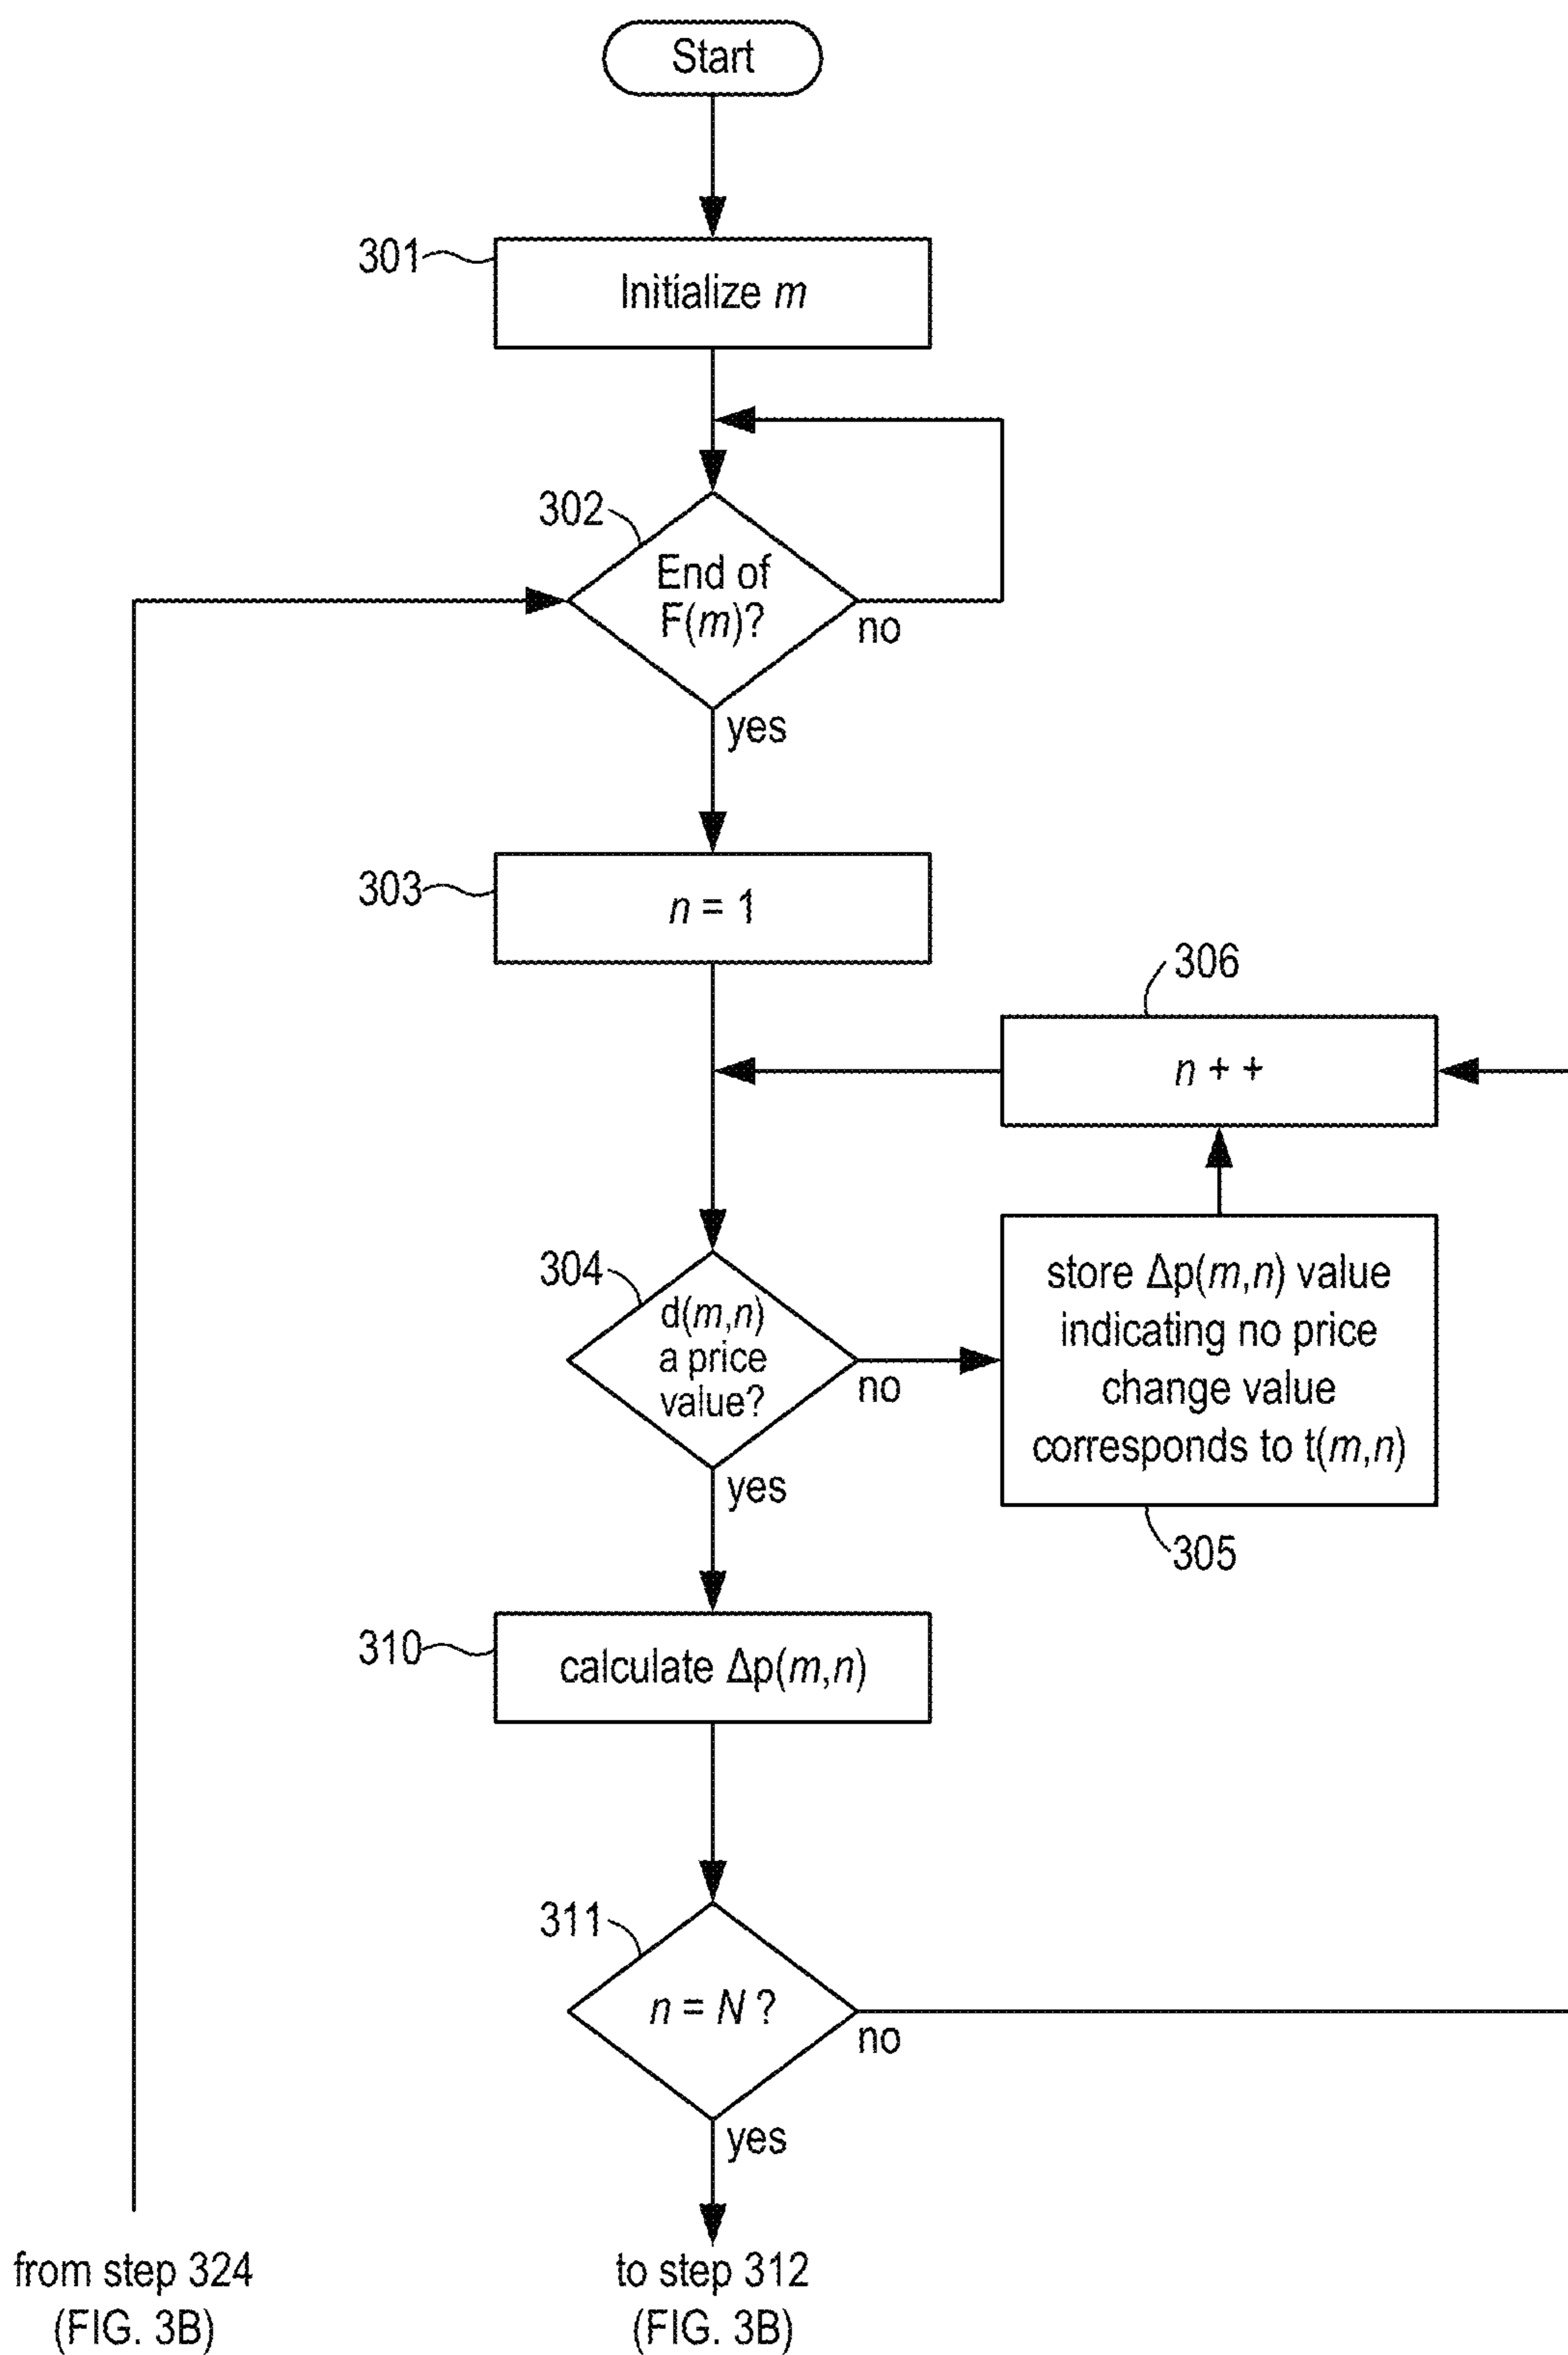 Start
301
Initialize m
302
End of
F(m)?
no
yes
303
n = 1
306
n + +
304
d(m,n)
a price
value?
no
yes
store Δp(m,n) value
indicating no price
change value
corresponds to t(m,n)
305
310
calculate Δp(m,n)
311
n = N ?
no
yes
from step 324
(FIG. 3B)
to step 312
(FIG. 3B)